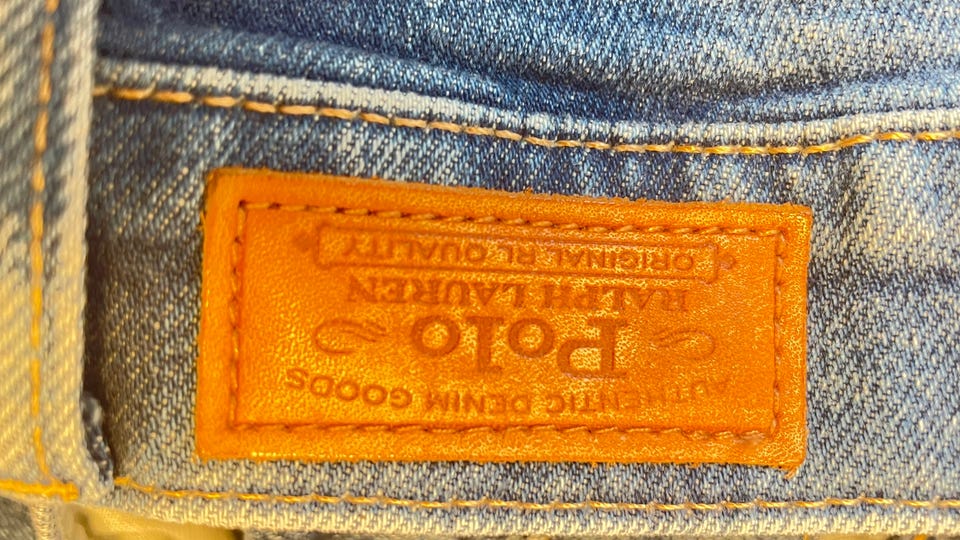 AUTHENTIC DENIM GOODS
Polo
RALPH LAUREN
ORIGINAL RL QUALITY